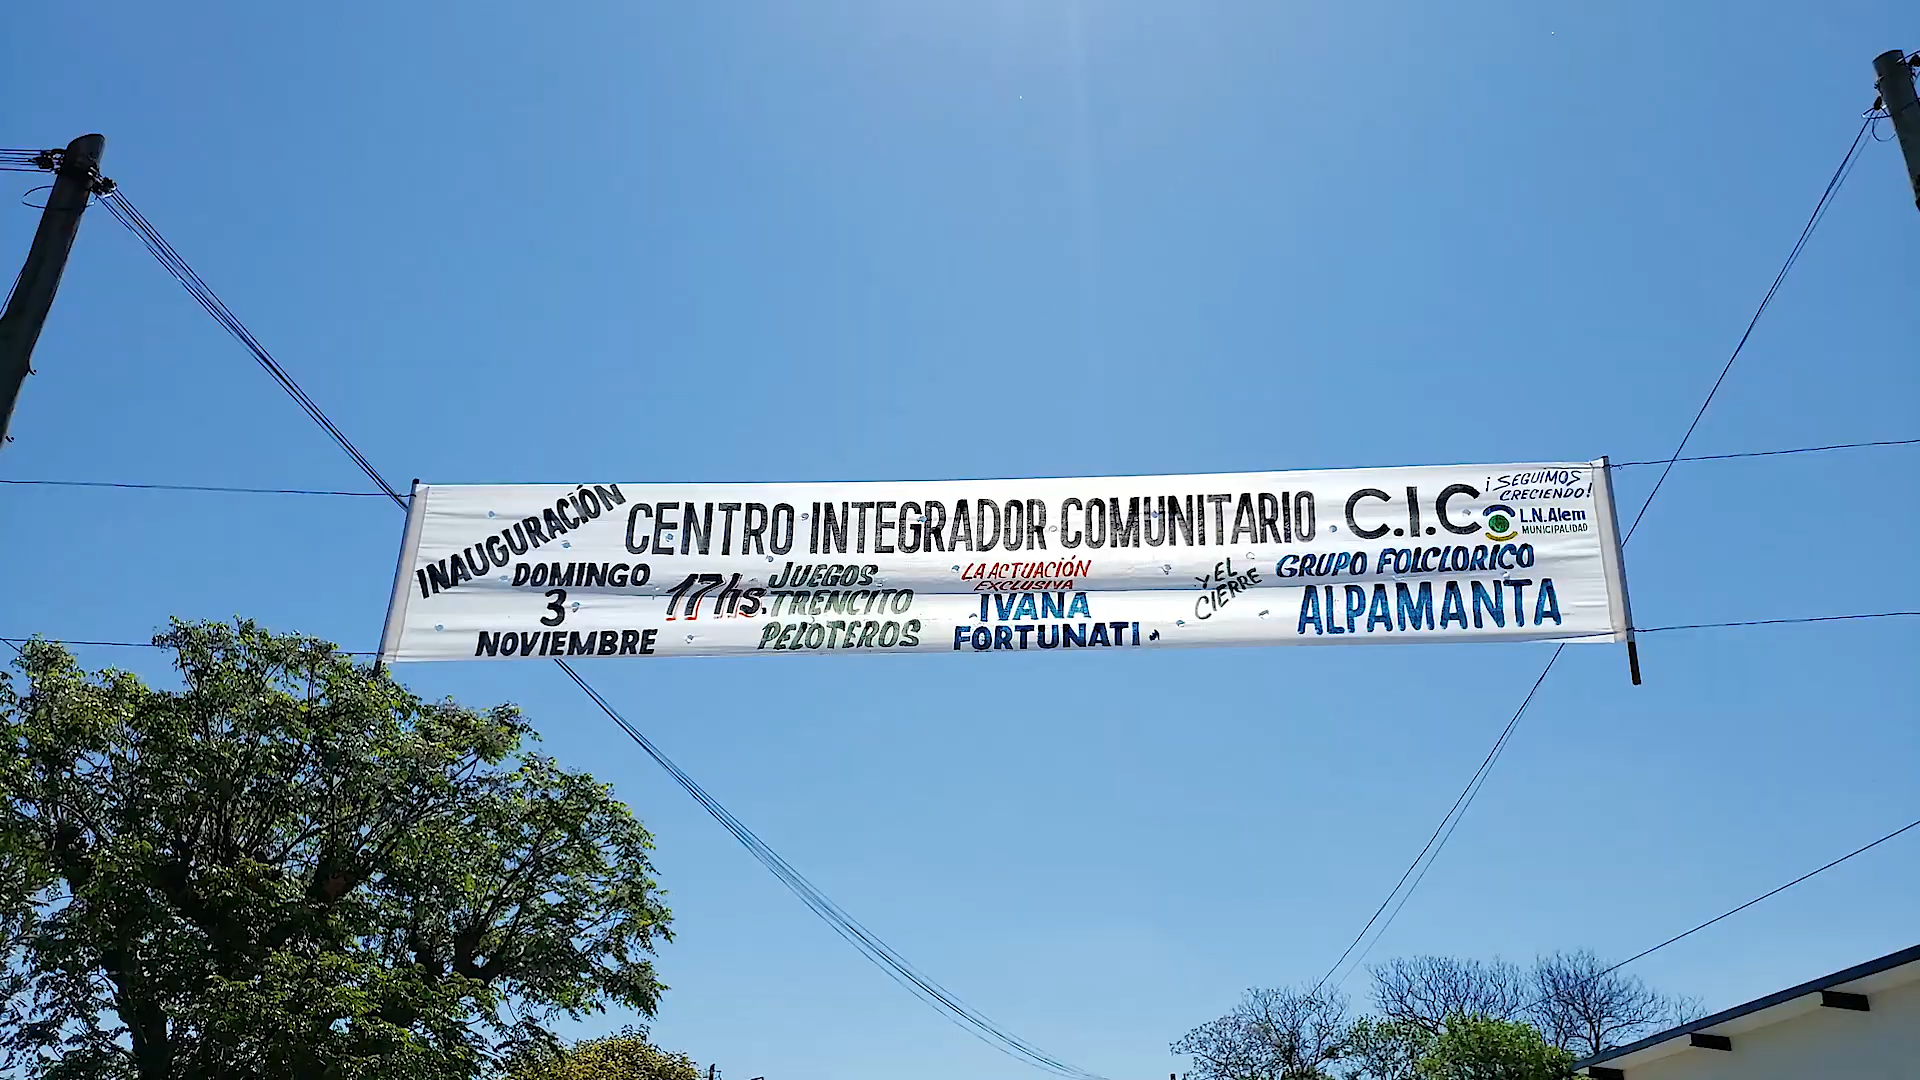 INAUGURACIÓN
CENTRO INTEGRADOR COMUNITARIO C.I.C
¡SEGUIMOS
CRECIENDO!
L.N.Alem
MUNICIPALIDAD
DOMINGO
3
NOVIEMBRE
17hs.
JUEGOS
TRENCITO
PELOTEROS
LA ACTUACIÓN
EXCLUSIVA
IVANA
FORTUNATI
Y EL
CIERRE
GRUPO FOLCLORICO
ALPAMANTA